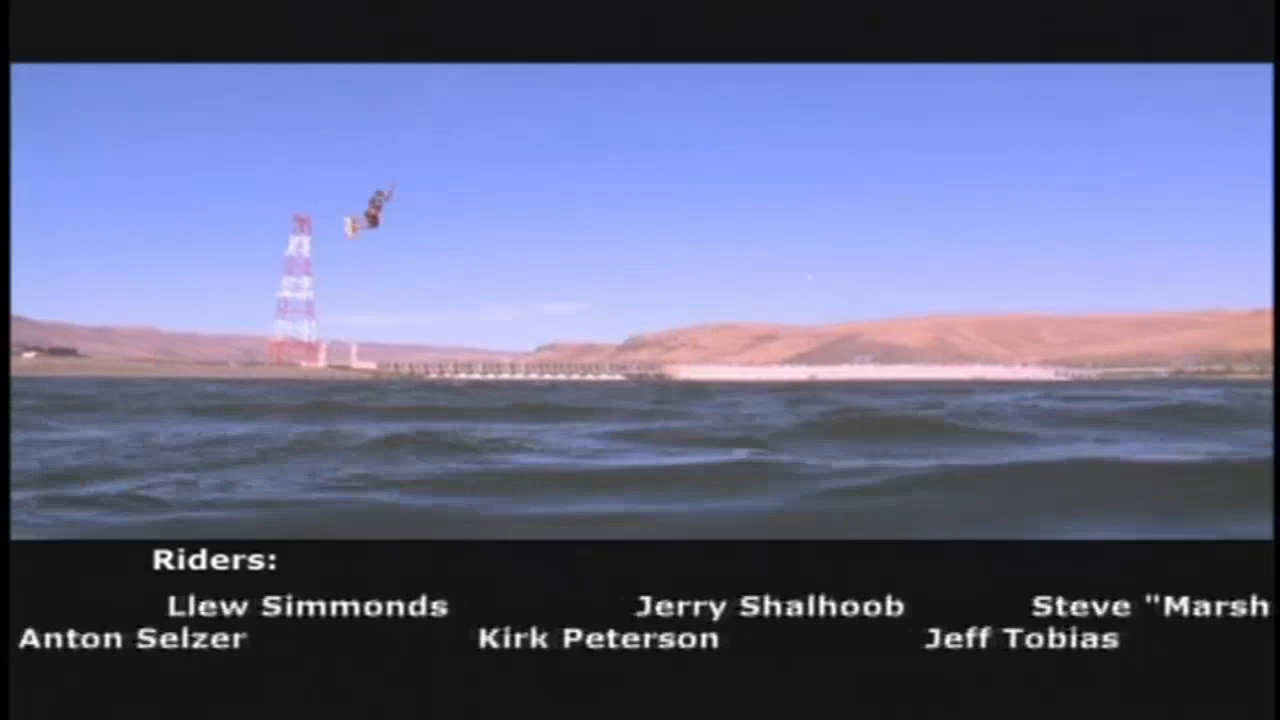 Riders:
Llew Simmonds Jerry Shalhoob Steve "Marsh
Anton Selzer Kirk Peterson Jeff Tobias